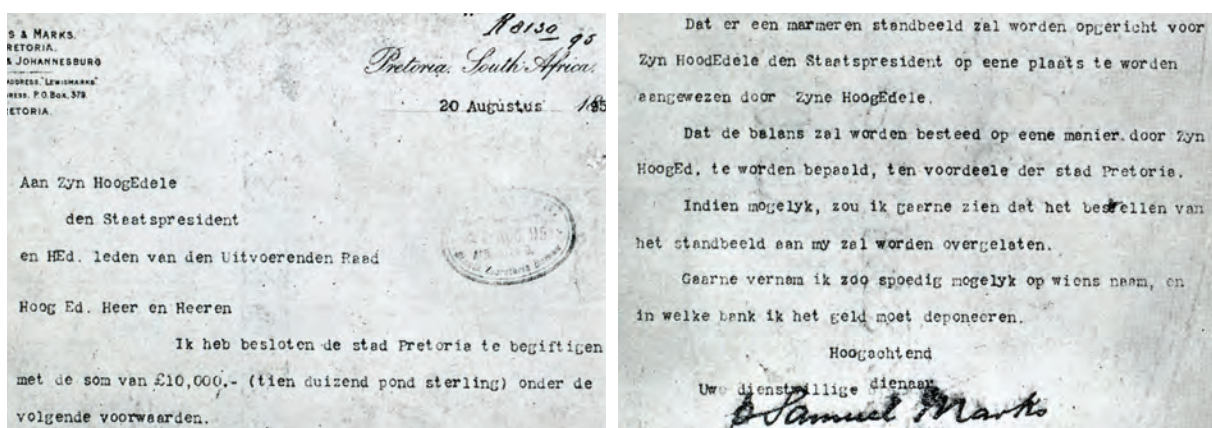 S & MARKS.
RETORIA.
& JOHANNESBURG
ADDRESS, "LEWISMARKS"
RESS. P.O. BOX, 379.
ETORIA.
R8130 95
Pretoria. South Africa.
20 Augustus 1895
Aan Zyn HoogEdele
den Staatspresident
en HEd. leden van den Uitvoerenden Raad
Hoog Ed. Heer en Heeren
Ik heb besloten de stad Pretoria te begiftigen
met de som van £10,000.- (tien duizend pond sterling) onder de
volgende voorwaarden.
Dat er een marmeren standbeeld zal worden opgericht voor
Zyn HoodEdele den Staatspresident op eene plaats te worden
aangewezen door Zyne HoogEdele.
Dat de balans zal worden besteed op eene manier door Zyn
HoogEd. te worden bepaald, ten voordeele der stad Pretoria.
Indien mogelyk, zou ik gaarne zien dat het bestellen van
het standbeeld aan my zal worden overgelaten.
Gaarne vernam ik zoo spoedig mogelyk op wiens naam, en
in welke bank ik het geld moet deponeeren.
Hoogachtend
Uwe dienstwillige dienaar
Samuel Marks